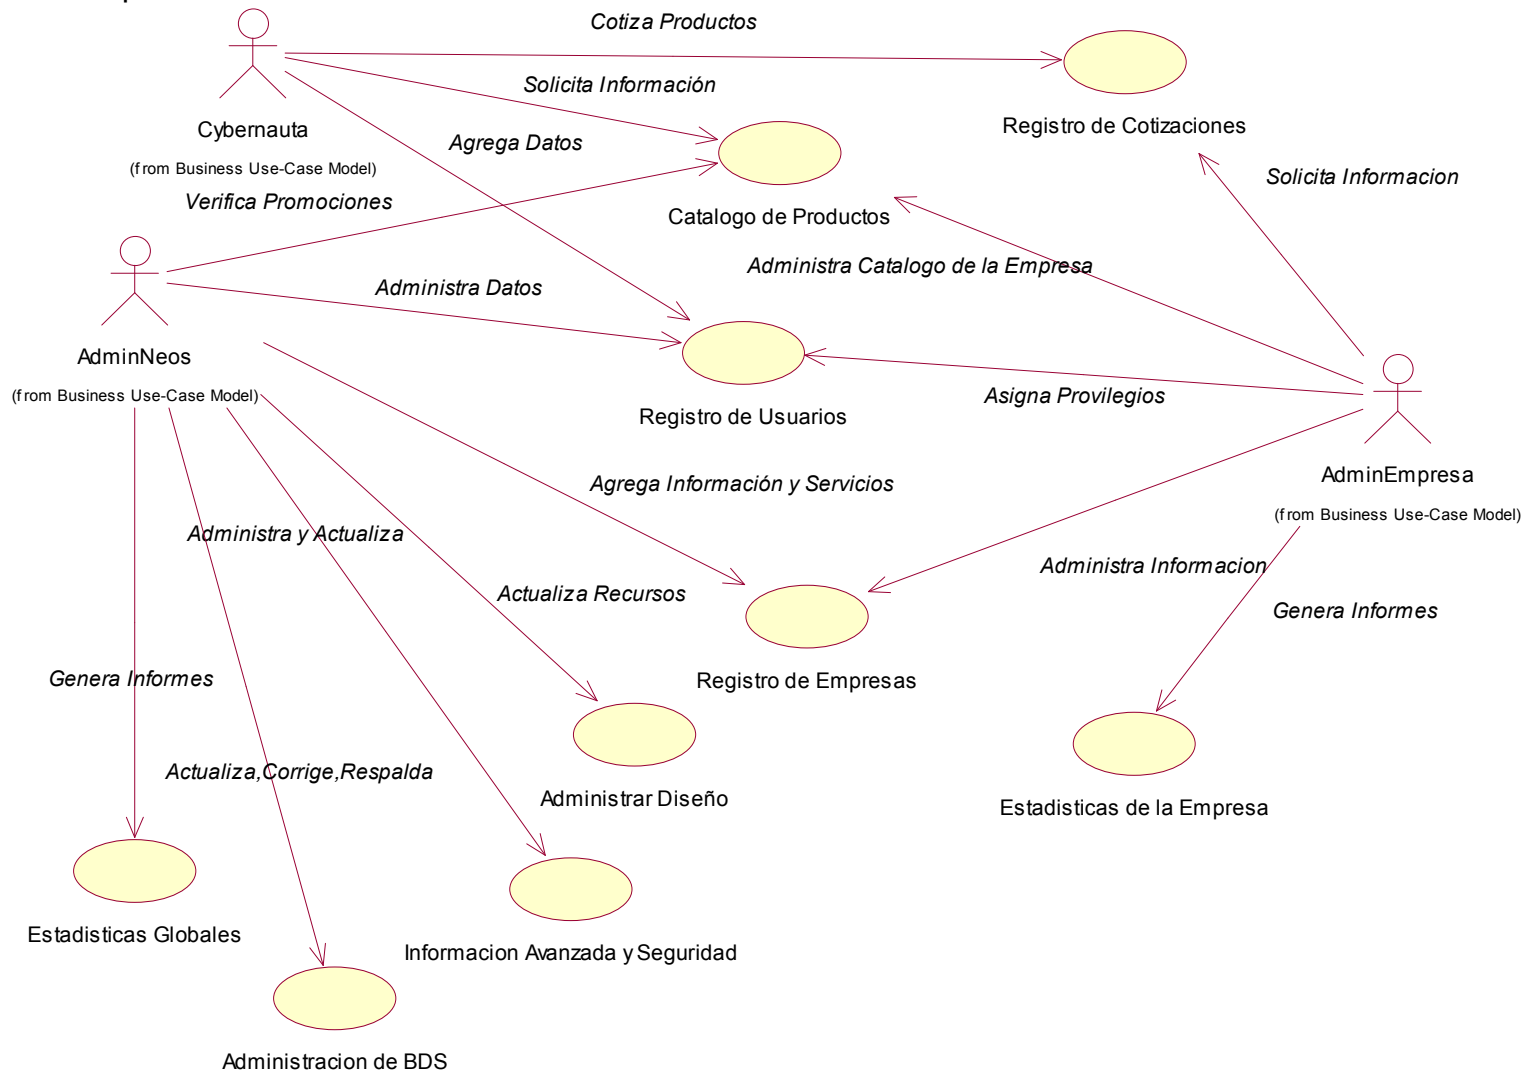 Cotiza Productos
Solicita Información
Cybernauta
Registro de Cotizaciones
Agrega Datos
(from Business Use-Case Model)
Solicita Informacion
Verifica Promociones
Catalogo de Productos
Administra Catalogo de la Empresa
Administra Datos
AdminNeos
(from Business Use-Case Model)
Asigna Provilegios
Registro de Usuarios
AdminEmpresa
Agrega Información y Servicios
(from Business Use-Case Model)
Administra y Actualiza
Administra Informacion
Actualiza Recursos
Genera Informes
Genera Informes
Registro de Empresas
Actualiza,Corrige,Respalda
Administrar Diseño
Estadisticas de la Empresa
Estadisticas Globales
Informacion Avanzada y Seguridad
Administracion de BDS